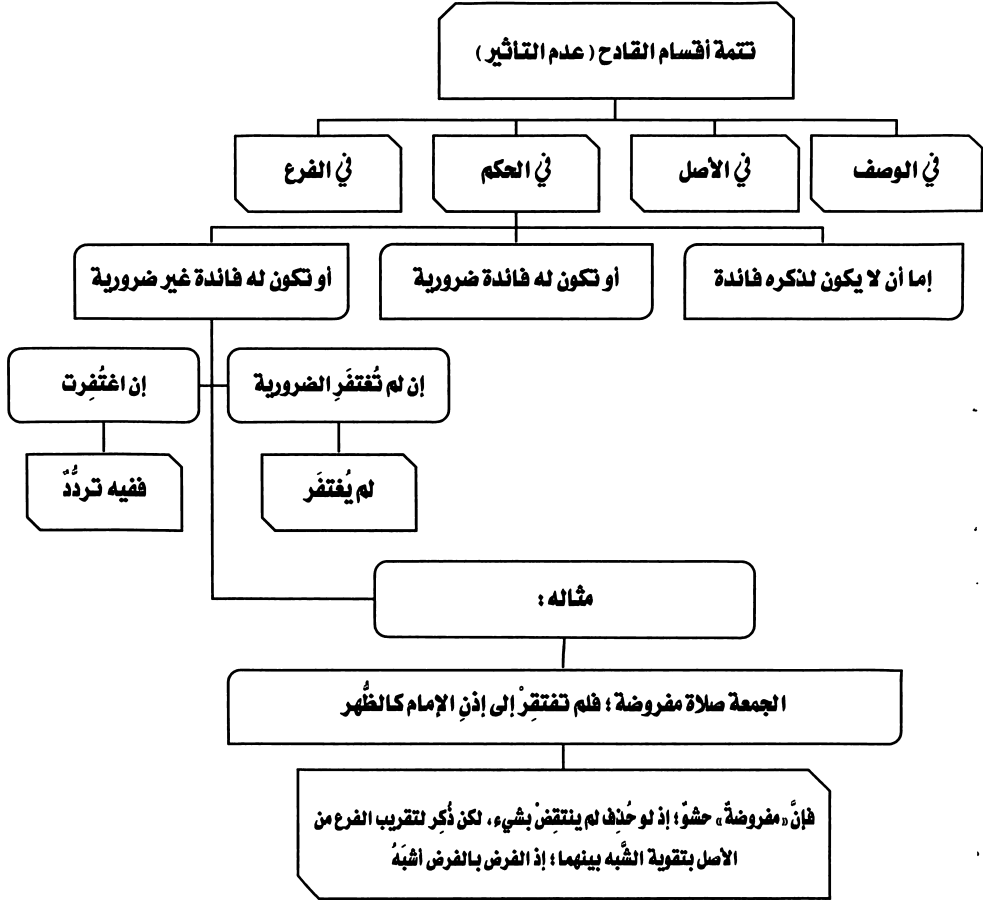 تتمة أقسام القادح (عدم التأثير)
في الوصف
في الأصل
في الحكم
في الفرع
إما أن لا يكون لذكره فائدة
أو تكون له فائدة ضرورية
أو تكون له فائدة غير ضرورية
إن لم تُغتفَرِ الضرورية
إن اغتُفِرت
لم يُغتفَر
ففيه تردُّدٌ
مثاله :
الجمعة صلاة مفروضة ؛ فلم تفتقِرْ إلى إذنِ الإمام كالظُّهر
فإنَّ «مفروضةٌ» حشوٌ؛ إذ لو حُذِف لم ينتقِضْ بشيء، لكن ذُكِر لتقريب الفرع من
الأصل بتقوية الشَّبه بينهما ؛ إذ الفرض بالفرض أشبَهُ